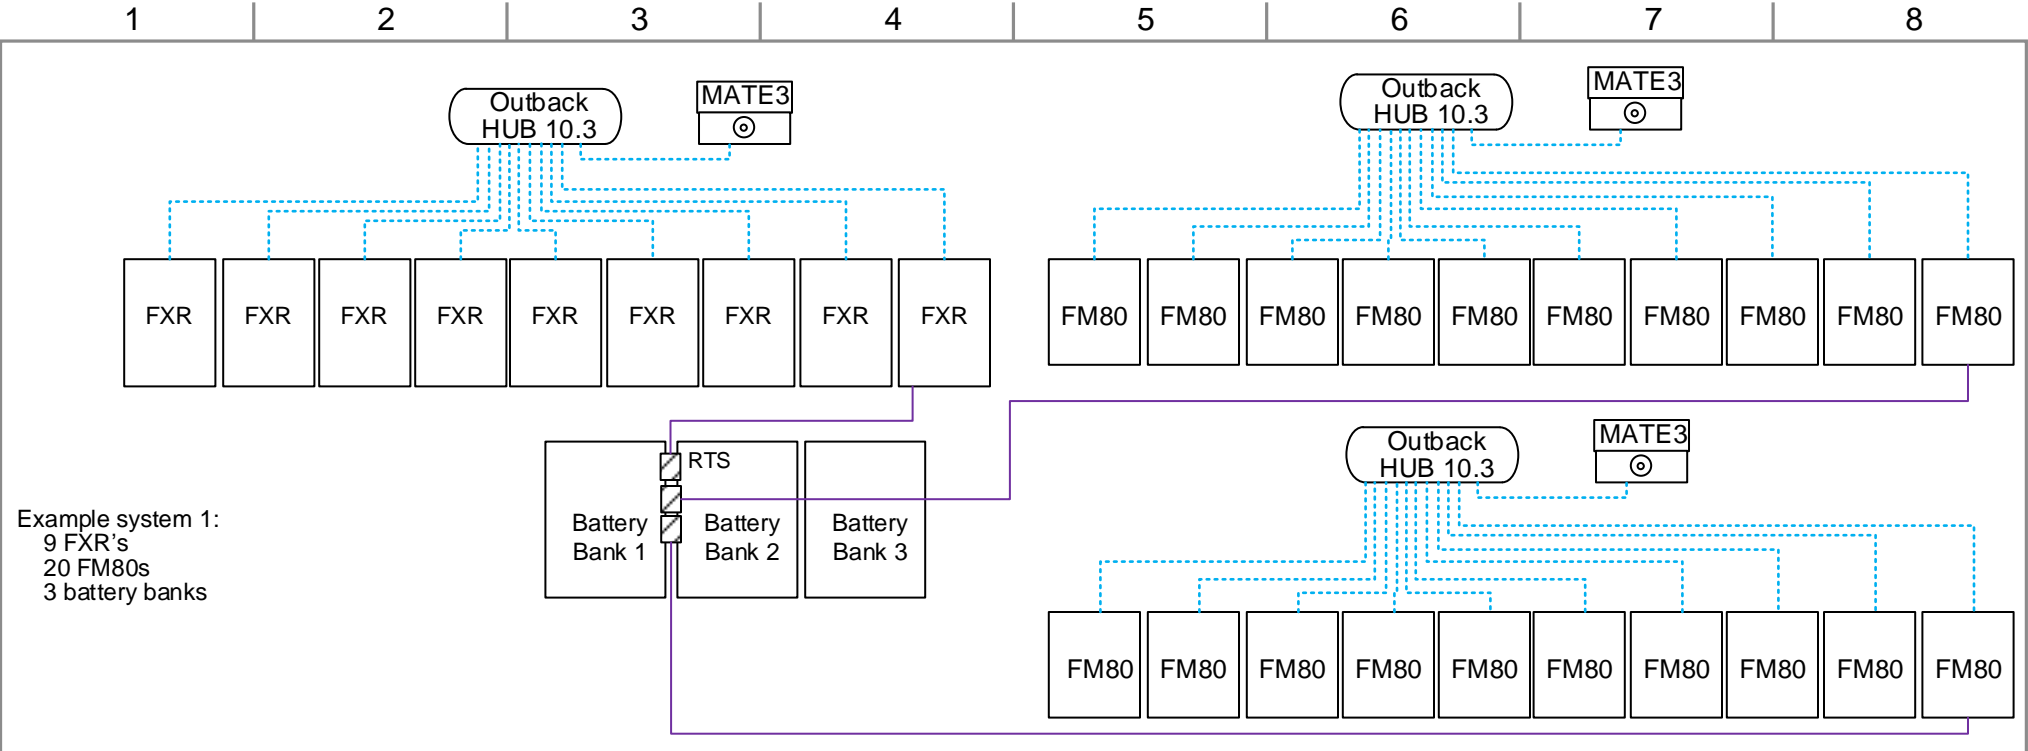 1 2 3 4 5 6 7 8
Outback
HUB 10.3
MATE3
Outback
HUB 10.3
MATE3
FXR FXR FXR FXR FXR FXR FXR FXR FXR
FM80 FM80 FM80 FM80 FM80 FM80 FM80 FM80 FM80 FM80
RTS
Battery
Bank 1
Battery
Bank 2
Battery
Bank 3
Outback
HUB 10.3
MATE3
Example system 1:
9 FXR’s
20 FM80s
3 battery banks
FM80 FM80 FM80 FM80 FM80 FM80 FM80 FM80 FM80 FM80